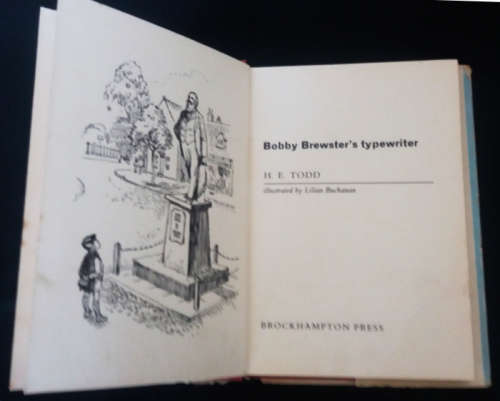 Bobby Brewster's typewriter
H. E. TODD
illustrated by Lilian Buchanan
BROCKHAMPTON PRESS